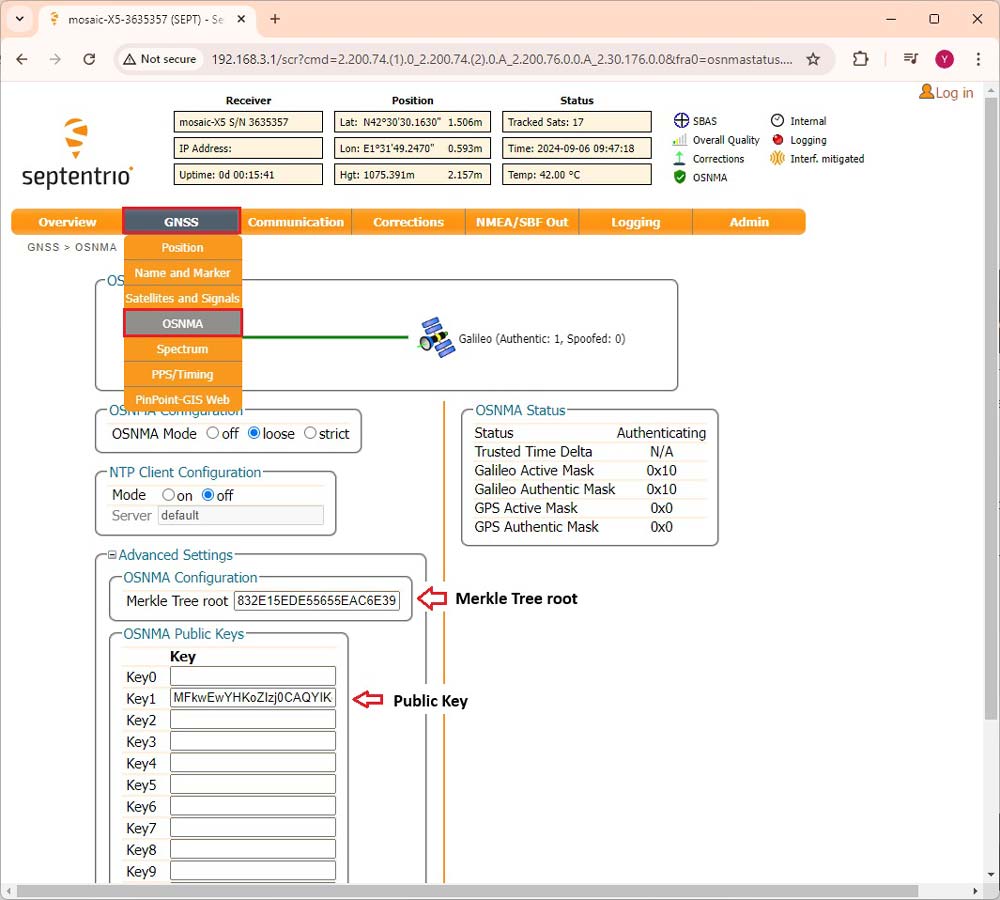 mosaic-X5-3635357 (SEPT) - Se
Not secure
192.168.3.1/scr?cmd=2.200.74.(1).0_2.200.74.(2).0.A_2.200.76.0.0.A_2.30.176.0.0&fra0=osnmastatus....
Y
Log in
septentrio
Receiver
mosaic-X5 S/N 3635357
IP Address:
Uptime: 0d 00:15:41
Position
Lat: N42°30'30.1630" 1.506m
Lon: E1°31'49.2470" 0.593m
Hgt: 1075.391m 2.157m
Status
Tracked Sats: 17
Time: 2024-09-06 09:47:18
Temp: 42.00 °C
SBAS
Overall Quality
Corrections
OSNMA
Internal
Logging
Interf. mitigated
Overview
GNSS
Communication
Corrections
NMEA/SBF Out
Logging
Admin
GNSS > OSNMA
Position
Name and Marker
Satellites and Signals
OSNMA
Spectrum
PPS/Timing
PinPoint-GIS Web
OS
Galileo (Authentic: 1, Spoofed: 0)
OSNMA Configuration
OSNMA Mode off loose strict
NTP Client Configuration
Mode on off
Server default
OSNMA Status
Status Authenticating
Trusted Time Delta N/A
Galileo Active Mask 0x10
Galileo Authentic Mask 0x10
GPS Active Mask 0x0
GPS Authentic Mask 0x0
Advanced Settings
OSNMA Configuration
Merkle Tree root 832E15EDE55655EAC6E39
Merkle Tree root
OSNMA Public Keys
Key
Key0
Key1 MFkwEwYHKoZIzj0CAQYIK
Public Key
Key2
Key3
Key4
Key5
Key6
Key7
Key8
Key9